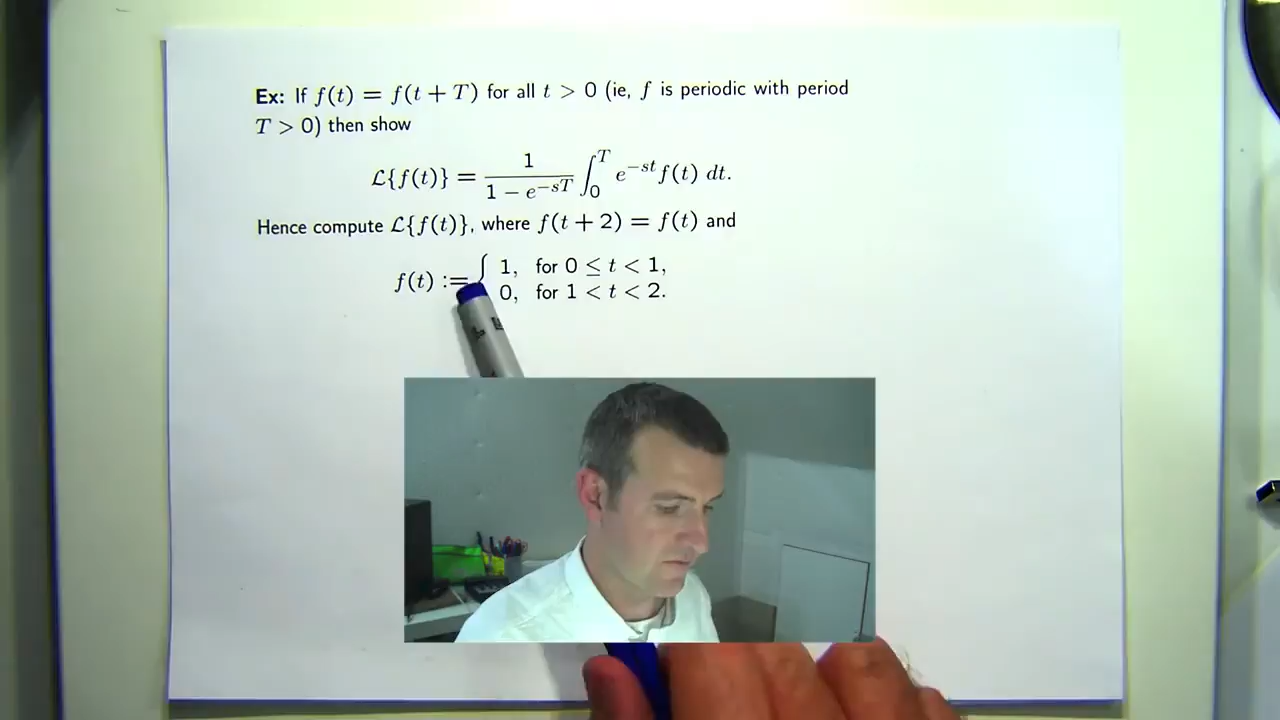 Ex: If f(t) = f(t + T) for all t > 0 (ie, f is periodic with period
T > 0) then show
ℒ{f(t)} = \frac{1}{1 − e^{−sT}} ∫_0^T e^{−st} f(t) dt.
Hence compute ℒ{f(t)}, where f(t + 2) = f(t) and
f(t) := { 1, for 0 ≤ t < 1,
0, for 1 < t < 2.